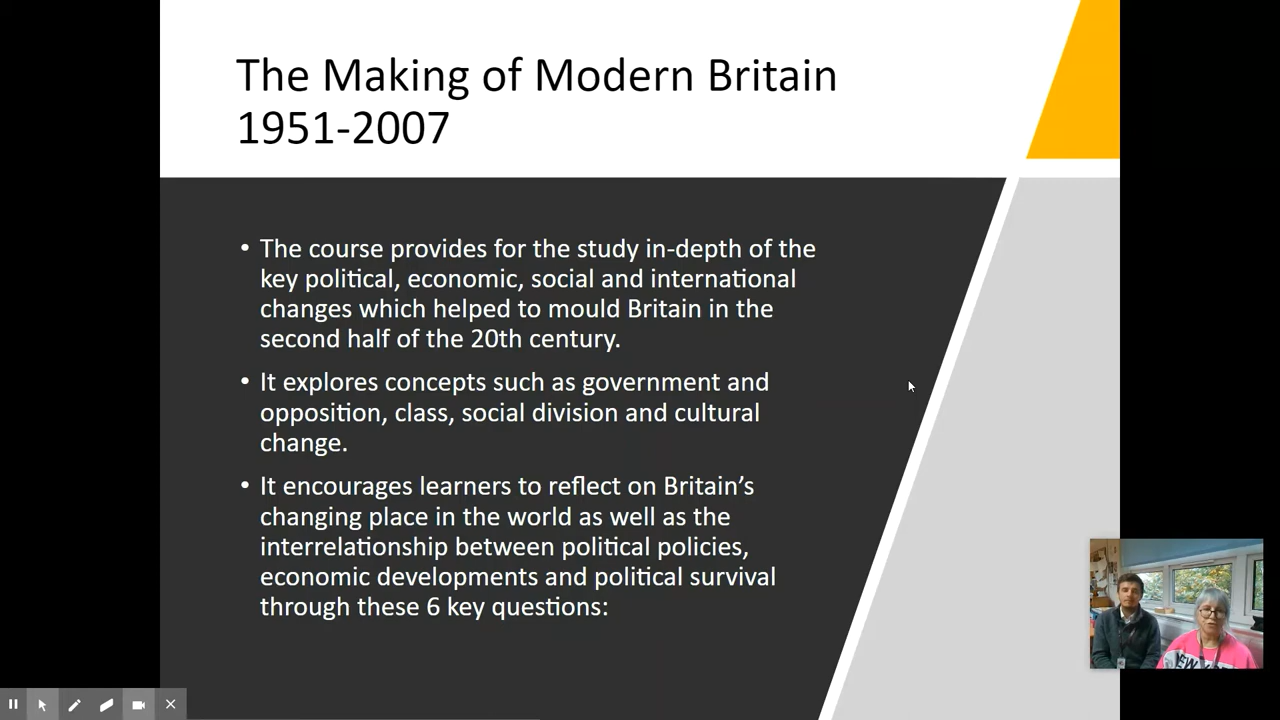 The Making of Modern Britain
1951-2007
• The course provides for the study in-depth of the
key political, economic, social and international
changes which helped to mould Britain in the
second half of the 20th century.
• It explores concepts such as government and
opposition, class, social division and cultural
change.
• It encourages learners to reflect on Britain’s
changing place in the world as well as the
interrelationship between political policies,
economic developments and political survival
through these 6 key questions:
NEW